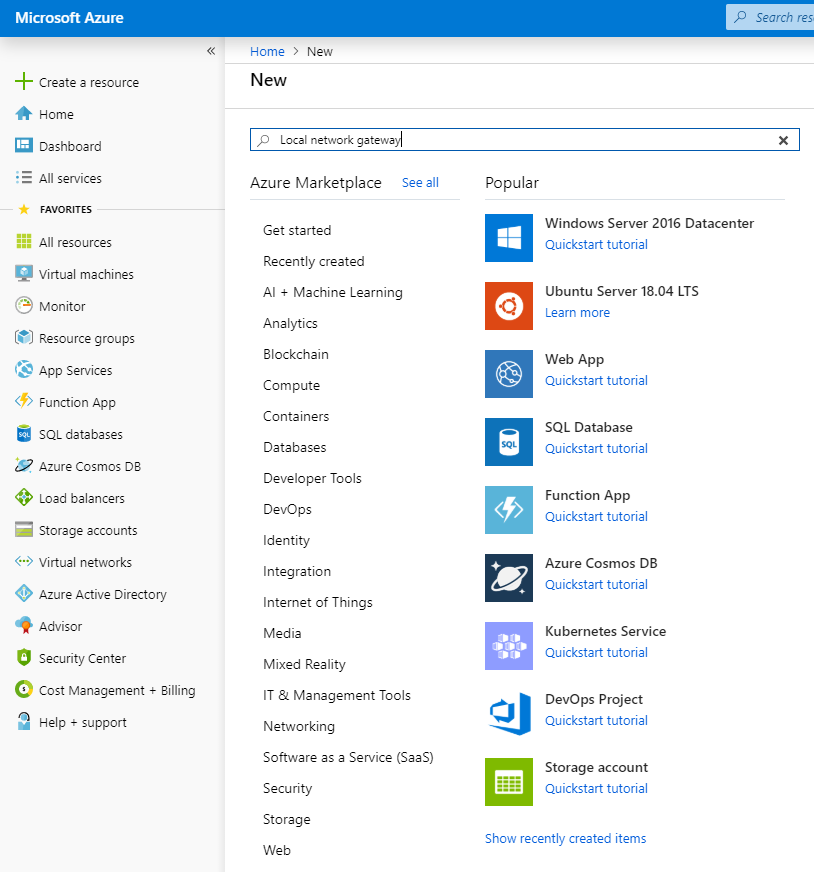 Microsoft Azure
Search res
«
Home > New
New
Create a resource
Home
Dashboard
All services
FAVORITES
All resources
Virtual machines
Monitor
Resource groups
App Services
Function App
SQL databases
Azure Cosmos DB
Load balancers
Storage accounts
Virtual networks
Azure Active Directory
Advisor
Security Center
Cost Management + Billing
Help + support
Local network gateway
Azure Marketplace See all
Get started
Recently created
AI + Machine Learning
Analytics
Blockchain
Compute
Containers
Databases
Developer Tools
DevOps
Identity
Integration
Internet of Things
Media
Mixed Reality
IT & Management Tools
Networking
Software as a Service (SaaS)
Security
Storage
Web
Popular
Windows Server 2016 Datacenter
Quickstart tutorial
Ubuntu Server 18.04 LTS
Learn more
Web App
Quickstart tutorial
SQL
SQL Database
Quickstart tutorial
Function App
Quickstart tutorial
Azure Cosmos DB
Quickstart tutorial
Kubernetes Service
Quickstart tutorial
DevOps Project
Quickstart tutorial
Storage account
Quickstart tutorial
Show recently created items